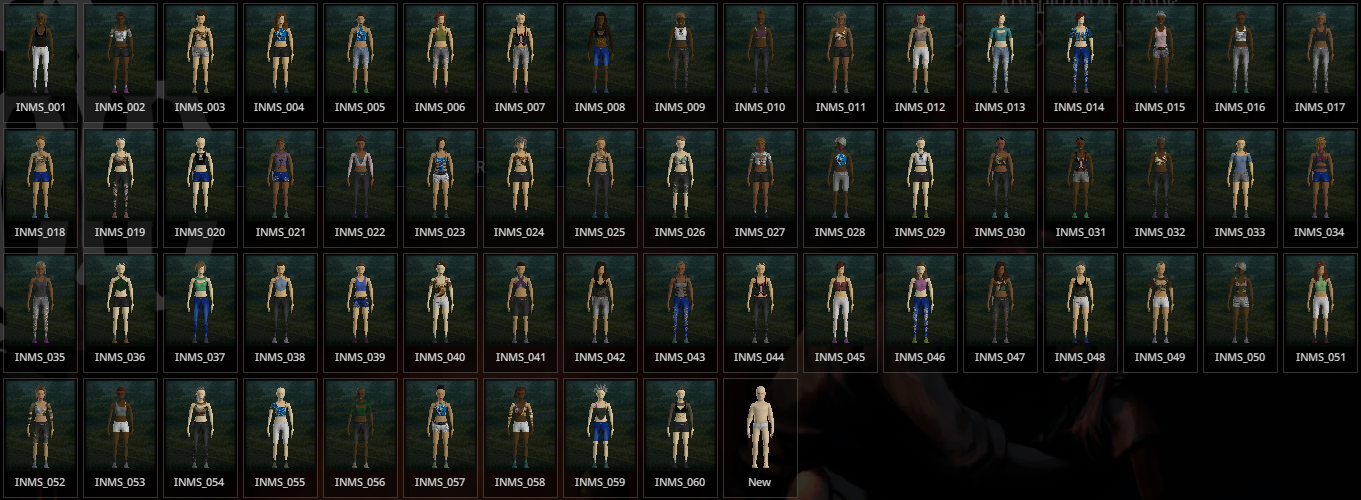 INMS_001 INMS_002 INMS_003 INMS_004 INMS_005 INMS_006 INMS_007 INMS_008 INMS_009 INMS_010 INMS_011 INMS_012 INMS_013 INMS_014 INMS_015 INMS_016 INMS_017
INMS_018 INMS_019 INMS_020 INMS_021 INMS_022 INMS_023 INMS_024 INMS_025 INMS_026 INMS_027 INMS_028 INMS_029 INMS_030 INMS_031 INMS_032 INMS_033 INMS_034
INMS_035 INMS_036 INMS_037 INMS_038 INMS_039 INMS_040 INMS_041 INMS_042 INMS_043 INMS_044 INMS_045 INMS_046 INMS_047 INMS_048 INMS_049 INMS_050 INMS_051
INMS_052 INMS_053 INMS_054 INMS_055 INMS_056 INMS_057 INMS_058 INMS_059 INMS_060 New